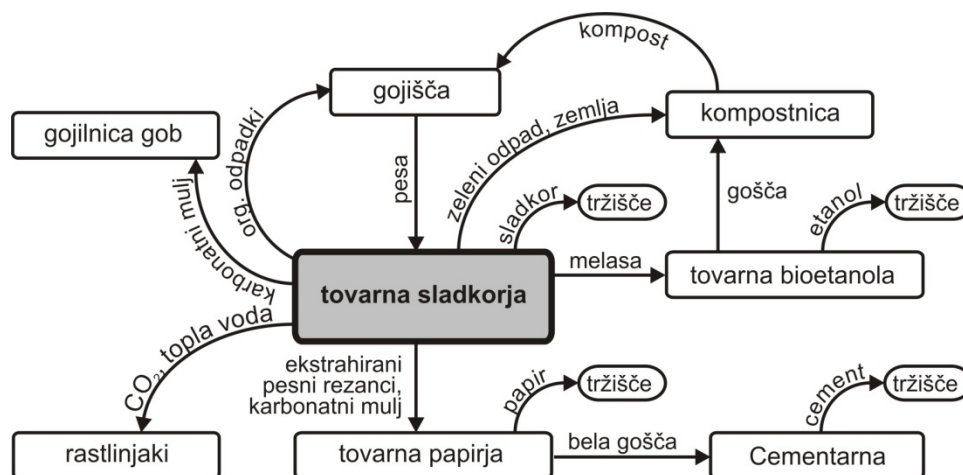 kompost
gojišča
kompostnica
gojilnica gob
org. odpadki
pesa
zeleni odpad, zemlja
sladkor
tržišče
gošča
etanol
tržišče
karbonatni mulj
tovarna sladkorja
melasa
tovarna bioetanola
CO₂, topla voda
ekstrahirani
pesni rezanci,
karbonatni mulj
papir
tržišče
cement
tržišče
rastlinjaki
tovarna papirja
bela gošča
Cementarna